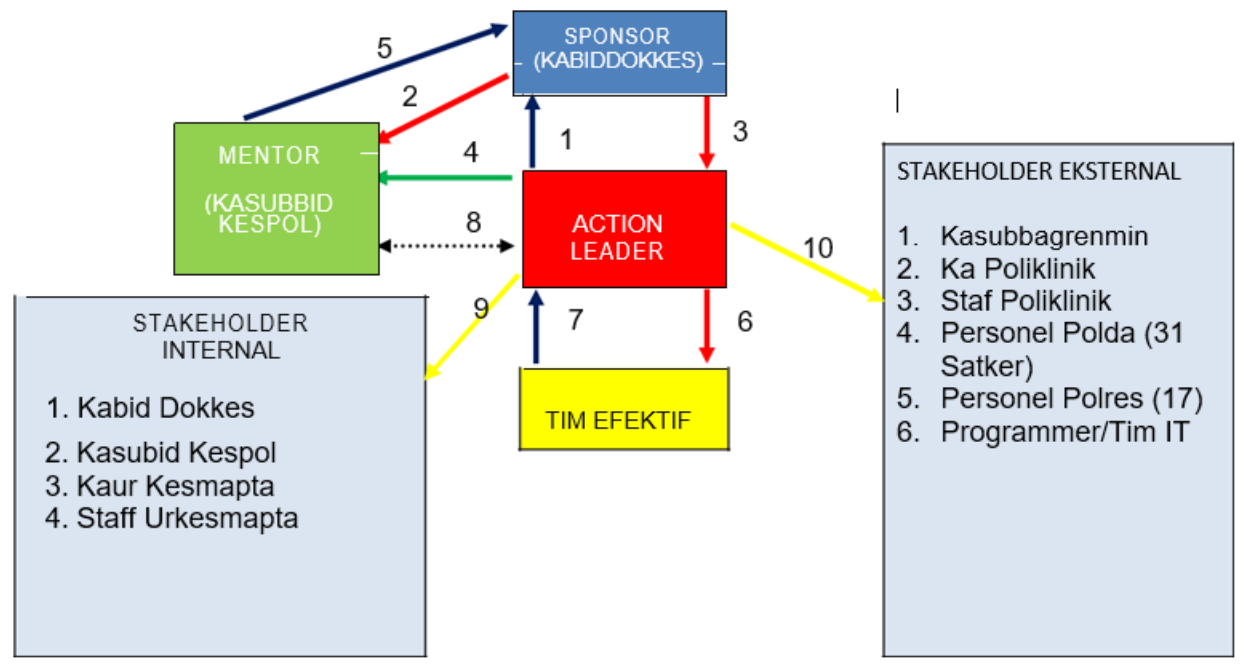 5
SPONSOR
(KABIDDOKKES)
2
1
3
MENTOR
(KASUBBID
KESPOL)
4
8
ACTION
LEADER
10
9
7
6
STAKEHOLDER
INTERNAL
1. Kabid Dokkes
2. Kasubid Kespol
3. Kaur Kesmapta
4. Staff Urkesmapta
TIM EFEKTIF
STAKEHOLDER EKSTERNAL
1. Kasubbagrenmin
2. Ka Poliklinik
3. Staf Poliklinik
4. Personel Polda (31
Satker)
5. Personel Polres (17)
6. Programmer/Tim IT